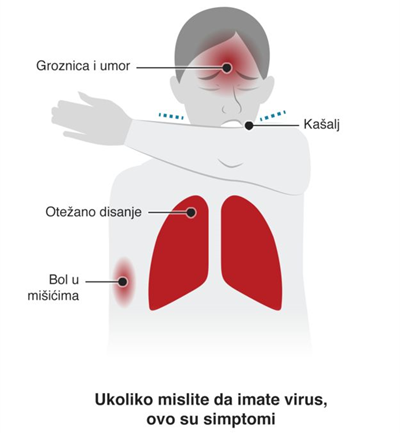 Groznica i umor
Kašalj
Otežano disanje
Bol u
mišićima
Ukoliko mislite da imate virus,
ovo su simptomi